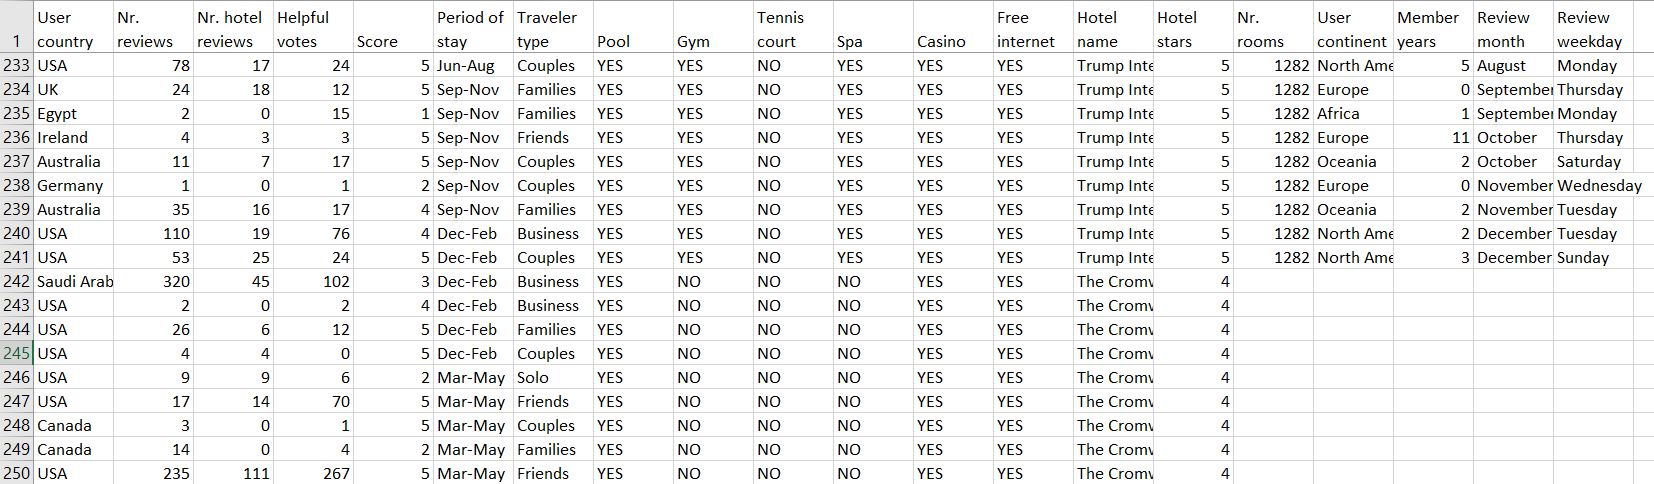 1 User country Nr. reviews Nr. hotel reviews Helpful votes Score Period of stay Traveler type Pool Gym Tennis court Spa Casino Free internet Hotel name Hotel stars Nr. rooms User continent Member years Review month Review weekday
233 USA 78 17 24 5 Jun-Aug Couples YES YES NO YES YES YES Trump Inte 5 1282 North Ame 5 August Monday
234 UK 24 18 12 5 Sep-Nov Families YES YES NO YES YES YES Trump Inte 5 1282 Europe 0 September Thursday
235 Egypt 2 0 15 1 Sep-Nov Families YES YES NO YES YES YES Trump Inte 5 1282 Africa 1 September Monday
236 Ireland 4 3 3 5 Sep-Nov Friends YES YES NO YES YES YES Trump Inte 5 1282 Europe 11 October Thursday
237 Australia 11 7 17 5 Sep-Nov Couples YES YES NO YES YES YES Trump Inte 5 1282 Oceania 2 October Saturday
238 Germany 1 0 1 2 Sep-Nov Couples YES YES NO YES YES YES Trump Inte 5 1282 Europe 0 November Wednesday
239 Australia 35 16 17 4 Sep-Nov Families YES YES NO YES YES YES Trump Inte 5 1282 Oceania 2 November Tuesday
240 USA 110 19 76 4 Dec-Feb Business YES YES NO YES YES YES Trump Inte 5 1282 North Ame 2 December Tuesday
241 USA 53 25 24 5 Dec-Feb Couples YES YES NO YES YES YES Trump Inte 5 1282 North Ame 3 December Sunday
242 Saudi Arab 320 45 102 3 Dec-Feb Business YES NO NO NO YES YES The Cromw 4
243 USA 2 0 2 4 Dec-Feb Business YES NO NO NO YES YES The Cromw 4
244 USA 26 6 12 5 Dec-Feb Families YES NO NO NO YES YES The Cromw 4
245 USA 4 4 0 5 Dec-Feb Couples YES NO NO NO YES YES The Cromw 4
246 USA 9 9 6 2 Mar-May Solo YES NO NO NO YES YES The Cromw 4
247 USA 17 14 70 5 Mar-May Friends YES NO NO NO YES YES The Cromw 4
248 Canada 3 0 1 5 Mar-May Couples YES NO NO NO YES YES The Cromw 4
249 Canada 14 0 4 2 Mar-May Families YES NO NO NO YES YES The Cromw 4
250 USA 235 111 267 5 Mar-May Friends YES NO NO NO YES YES The Cromw 4